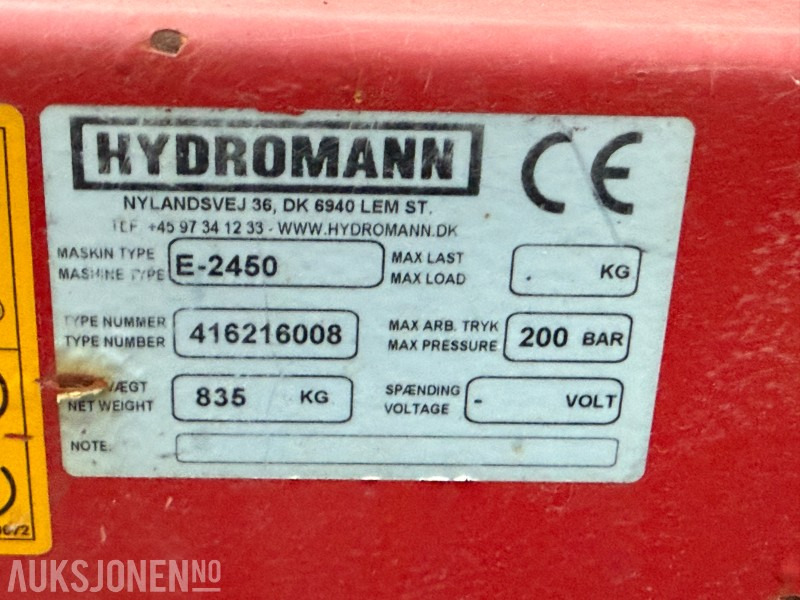 HYDROMANN
CE
NYLANDSVEJ 36, DK 6940 LEM ST.
TLF. +45 97 34 12 33 - WWW.HYDROMANN.DK
MASKIN TYPE
MASHINE TYPE
E-2450
MAX LAST
MAX LOAD
. KG
TYPE NUMMER
TYPE NUMBER
416216008
MAX ARB. TRYK
MAX PRESSURE
200 BAR
VÆGT
NET WEIGHT
835 KG
SPÆNDING
VOLTAGE
- VOLT
NOTE:
AUKSJONEN.NO